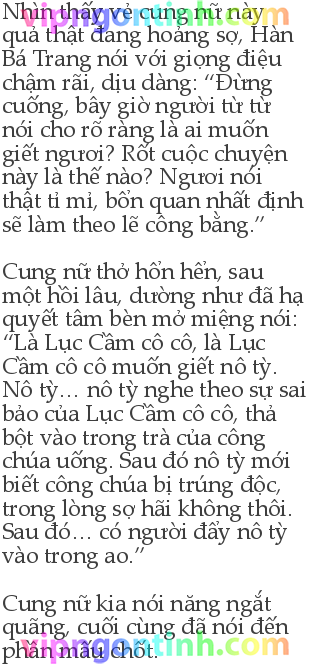 Nhìn thấy vẻ cung nữ này
quả thật đang hoảng sợ, Hàn
Bá Trang nói với giọng điệu
chậm rãi, dịu dàng: “Đừng
cuống, bây giờ ngươi từ từ
nói cho rõ ràng là ai muốn
giết ngươi? Rốt cuộc chuyện
này là thế nào? Ngươi nói
thật tỉ mỉ, bổn quan nhất định
sẽ làm theo lẽ công bằng.”
Cung nữ thở hổn hển, sau
một hồi lâu, dường như đã hạ
quyết tâm bèn mở miệng nói:
“Là Lục Cầm cô cô, là Lục
Cầm cô cô muốn giết nô tỳ.
Nô tỳ… nô tỳ nghe theo sự sai
bảo của Lục Cầm cô cô, thả
bột vào trong trà của công
chúa uống. Sau đó nô tỳ mới
biết công chúa bị trúng độc,
trong lòng sợ hãi không thôi.
Sau đó… có người đẩy nô tỳ
vào trong ao.”
Cung nữ kia nói năng ngắt
quãng, cuối cùng đã nói đến
phần mấu chốt.
vipngontinh.com
vipngontinh.com